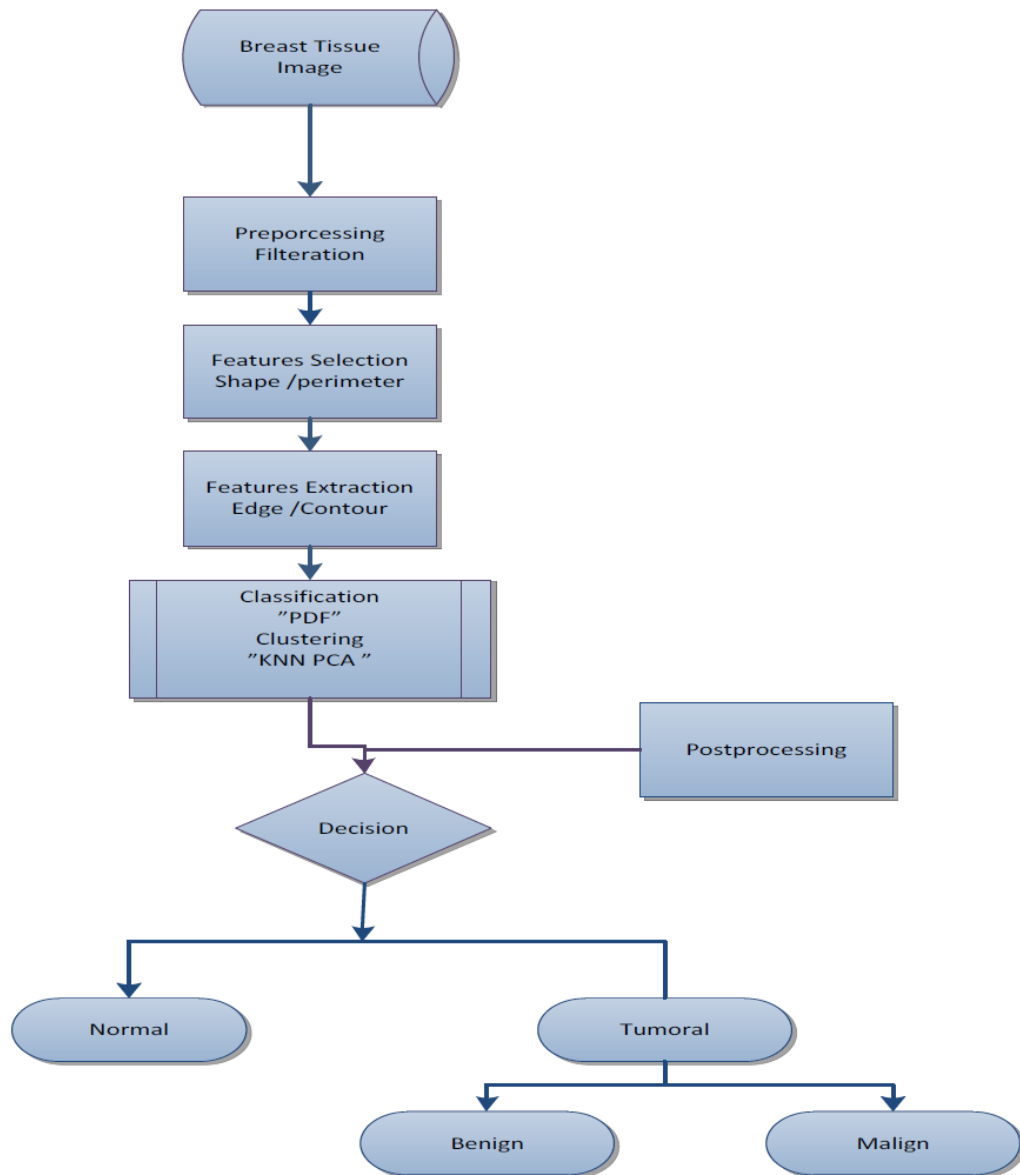 Breast Tissue
Image
Preporcessing
Filteration
Features Selection
Shape /perimeter
Features Extraction
Edge /Contour
Classification
”PDF”
Clustering
”KNN PCA ”
Postprocessing
Decision
Normal
Tumoral
Benign
Malign